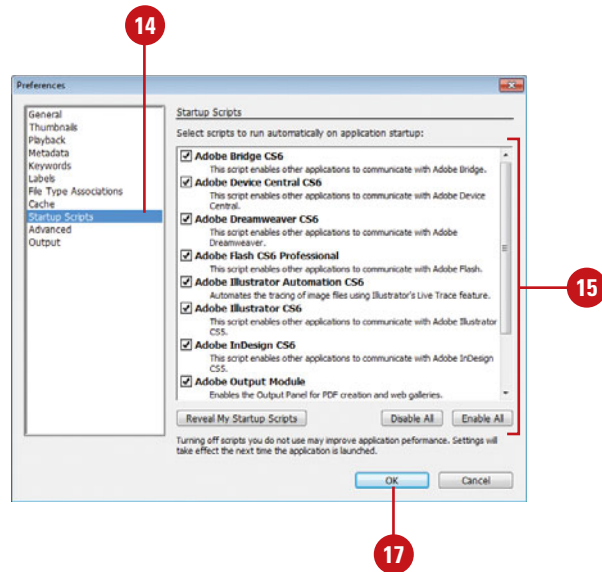 14
Preferences
General
Thumbnails
Playback
Metadata
Keywords
Labels
File Type Associations
Cache
Startup Scripts
Advanced
Output
Startup Scripts
Select scripts to run automatically on application startup:
Adobe Bridge CS6
This script enables other applications to communicate with Adobe Bridge.
Adobe Device Central CS6
This script enables other applications to communicate with Adobe Device
Central.
Adobe Dreamweaver CS6
This script enables other applications to communicate with Adobe
Dreamweaver.
Adobe Flash CS6 Professional
This script enables other applications to communicate with Adobe Flash.
Adobe Illustrator Automation CS6
Automates the tracing of image files using Illustrator's Live Trace feature.
Adobe Illustrator CS6
This script enables other applications to communicate with Adobe Illustrator
CS5.
Adobe InDesign CS6
This script enables other applications to communicate with Adobe InDesign
CS5.
Adobe Output Module
Enables the Output Panel for PDF creation and web galleries.
15
Reveal My Startup Scripts
Disable All
Enable All
Turning off scripts you do not use may improve application peformance. Settings will
take effect the next time the application is launched.
OK
Cancel
17